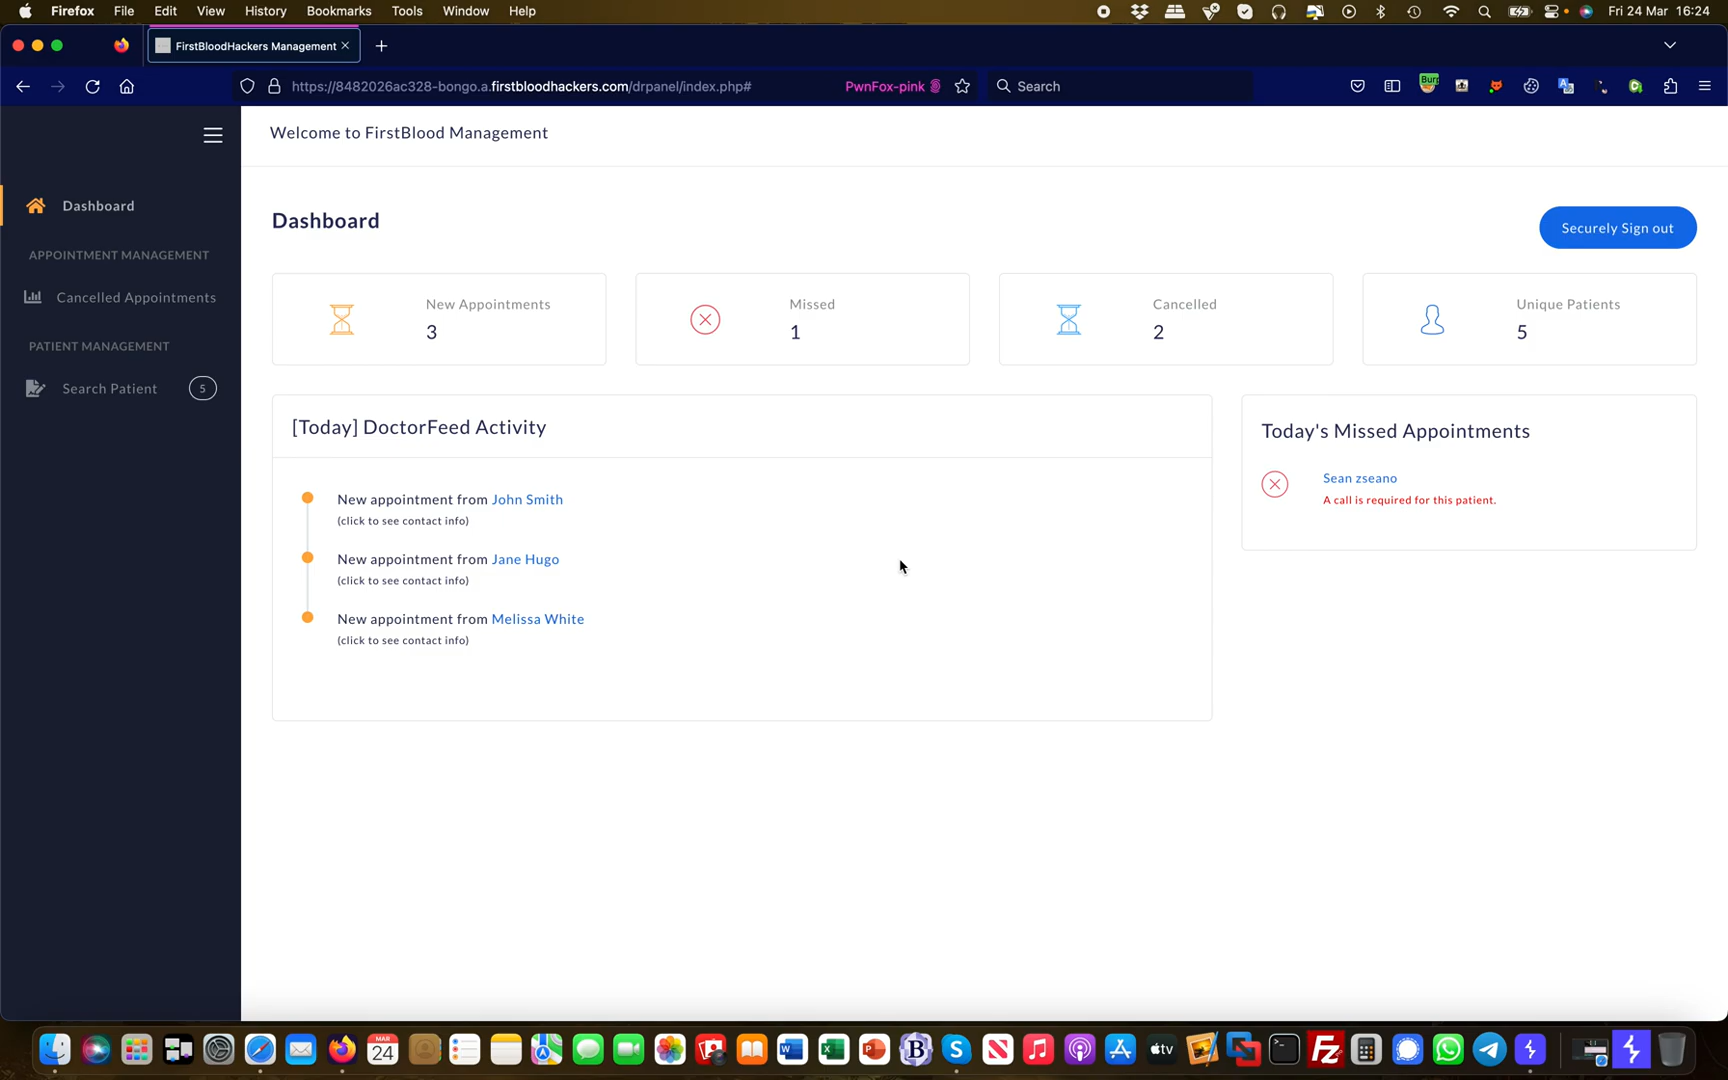 Firefox File Edit View History Bookmarks Tools Window Help
Fri 24 Mar 16:24
FirstBloodHackers Management
https://8482026ac328-bongo.a.firstbloodhackers.com/drpanel/index.php#
PwnFox-pink
Search
Burp
Welcome to FirstBlood Management
Dashboard
APPOINTMENT MANAGEMENT
Cancelled Appointments
PATIENT MANAGEMENT
Search Patient 5
Dashboard
Securely Sign out
New Appointments
3
Missed
1
Cancelled
2
Unique Patients
5
[Today] DoctorFeed Activity
New appointment from John Smith
(click to see contact info)
New appointment from Jane Hugo
(click to see contact info)
New appointment from Melissa White
(click to see contact info)
Today's Missed Appointments
Sean zseano
A call is required for this patient.
MAR
24
tv